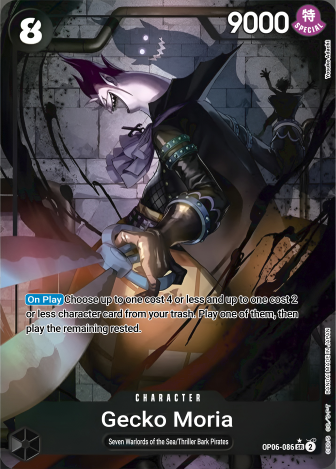 8
9000
特
SPECIAL
On Play Choose up to one cost 4 or less and up to one cost 2
or less character card from your trash. Play one of them, then
play the remaining rested.
CHARACTER
Gecko Moria
Seven Warlords of the Sea/Thriller Bark Pirates
OP06-086 SR 2